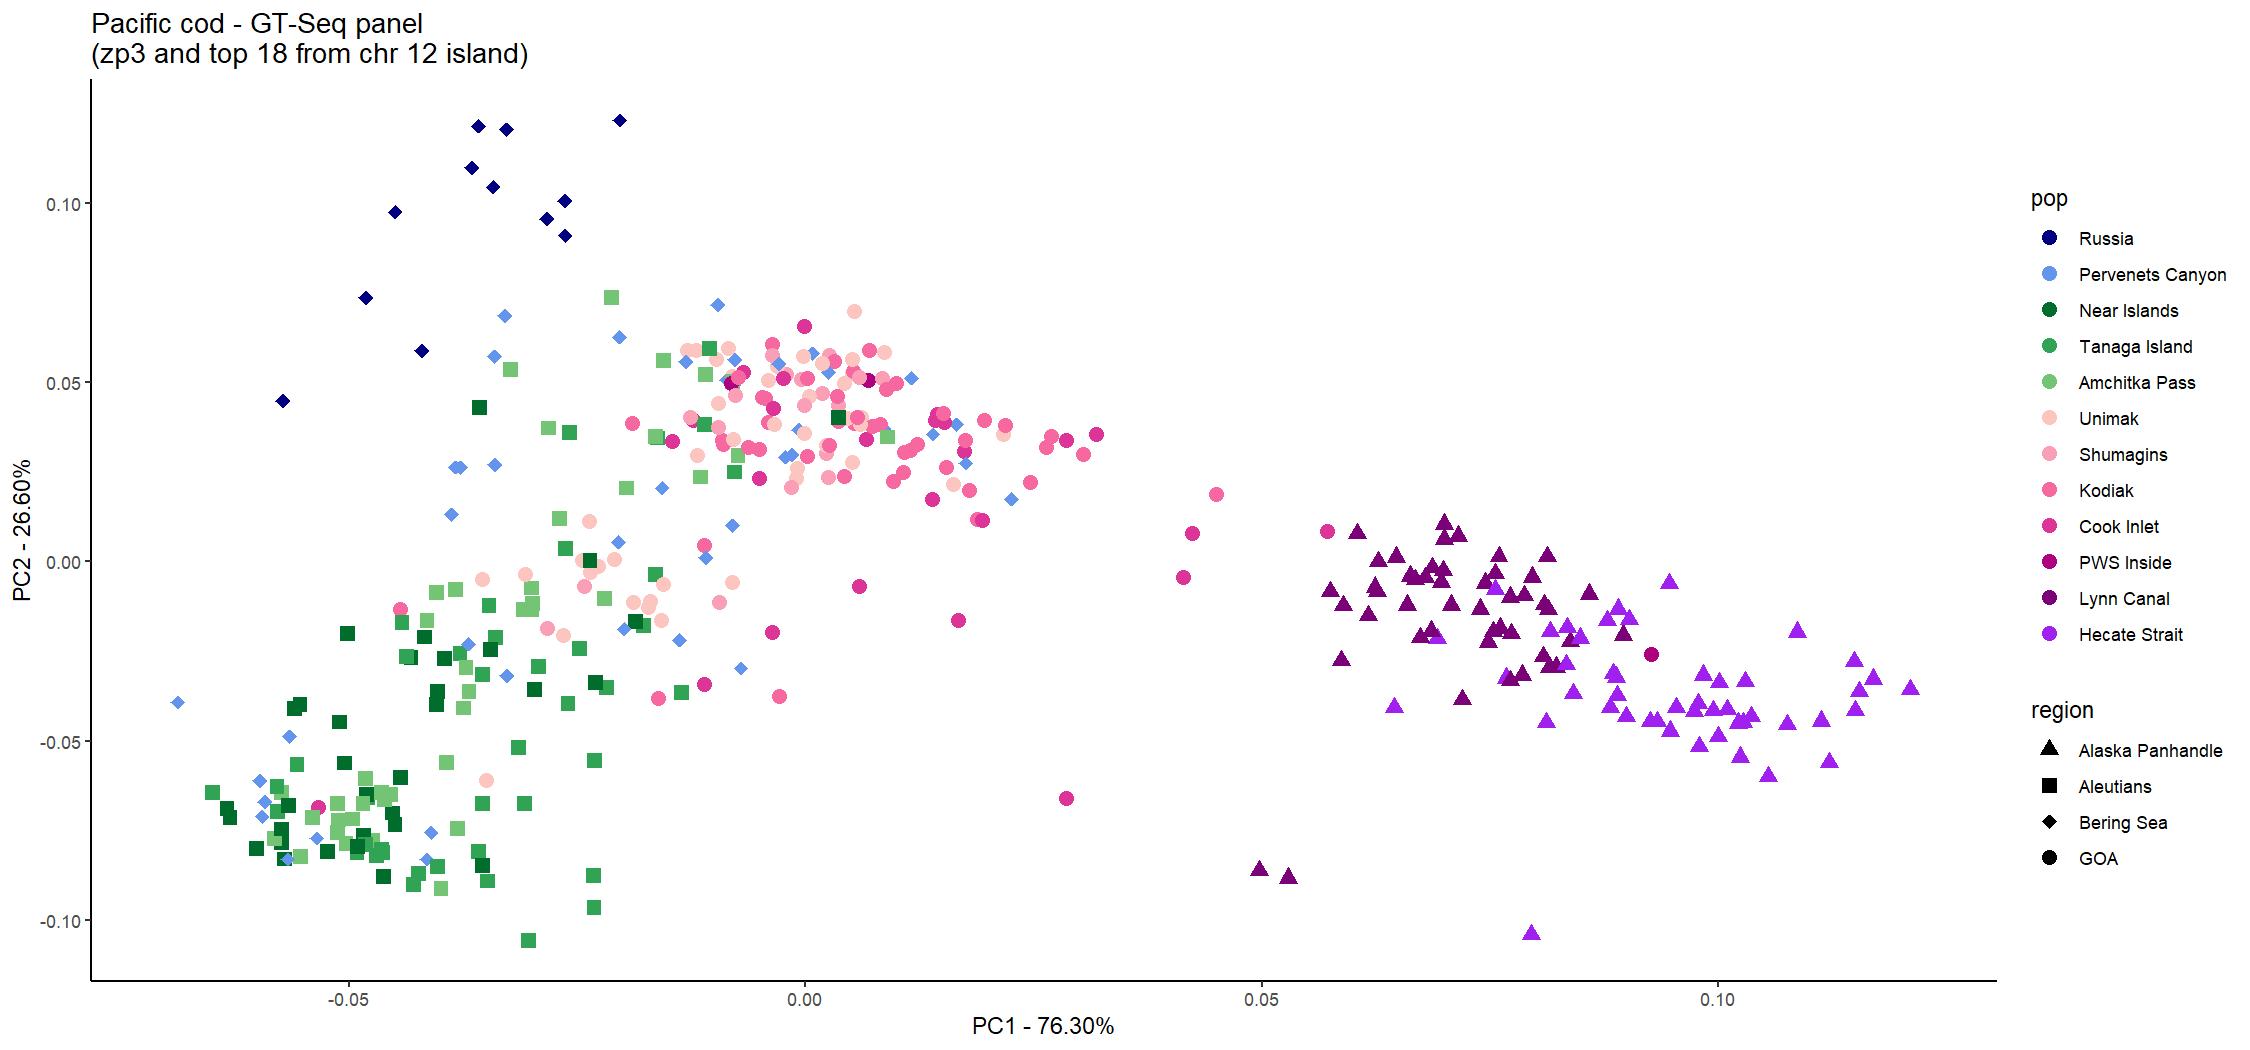 Pacific cod - GT-Seq panel
(zp3 and top 18 from chr 12 island)
PC2 - 26.60%
0.10
0.05
0.00
-0.05
-0.10
-0.05
0.00
0.05
0.10
PC1 - 76.30%
pop
Russia
Pervenets Canyon
Near Islands
Tanaga Island
Amchitka Pass
Unimak
Shumagins
Kodiak
Cook Inlet
PWS Inside
Lynn Canal
Hecate Strait
region
Alaska Panhandle
Aleutians
Bering Sea
GOA